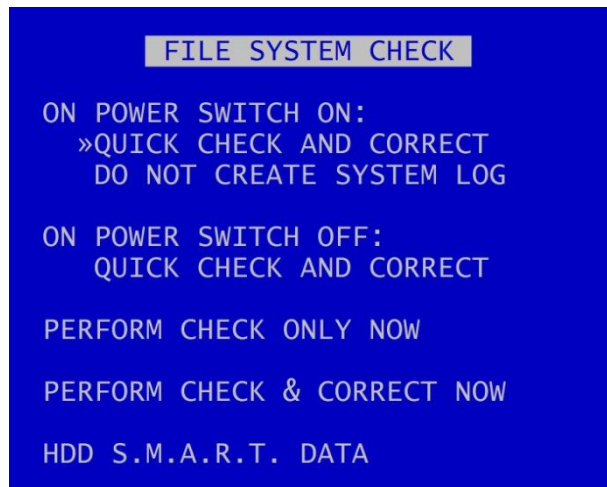 FILE SYSTEM CHECK
ON POWER SWITCH ON:
»QUICK CHECK AND CORRECT
DO NOT CREATE SYSTEM LOG
ON POWER SWITCH OFF:
QUICK CHECK AND CORRECT
PERFORM CHECK ONLY NOW
PERFORM CHECK & CORRECT NOW
HDD S.M.A.R.T. DATA